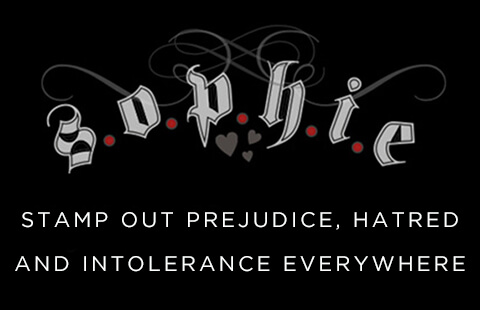 s.o.p.h.i.e
STAMP OUT PREJUDICE, HATRED
AND INTOLERANCE EVERYWHERE